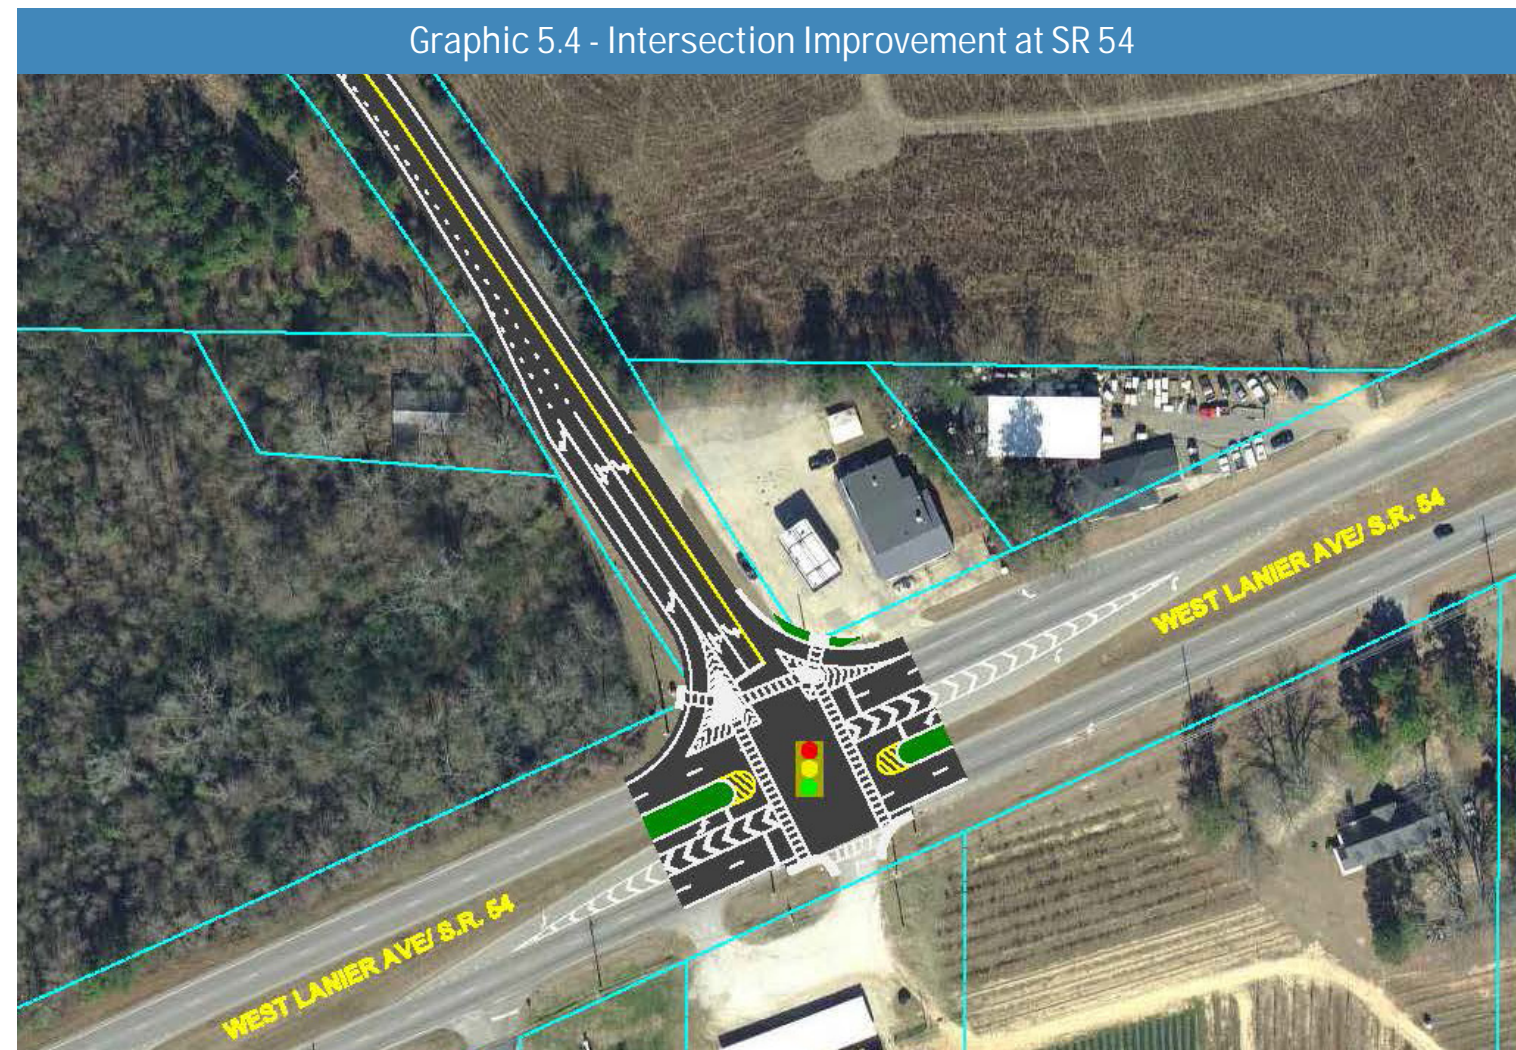 Graphic 5.4 - Intersection Improvement at SR 54
WEST LANIER AVE/ S.R. 54
WEST LANIER AVE/ S.R. 54